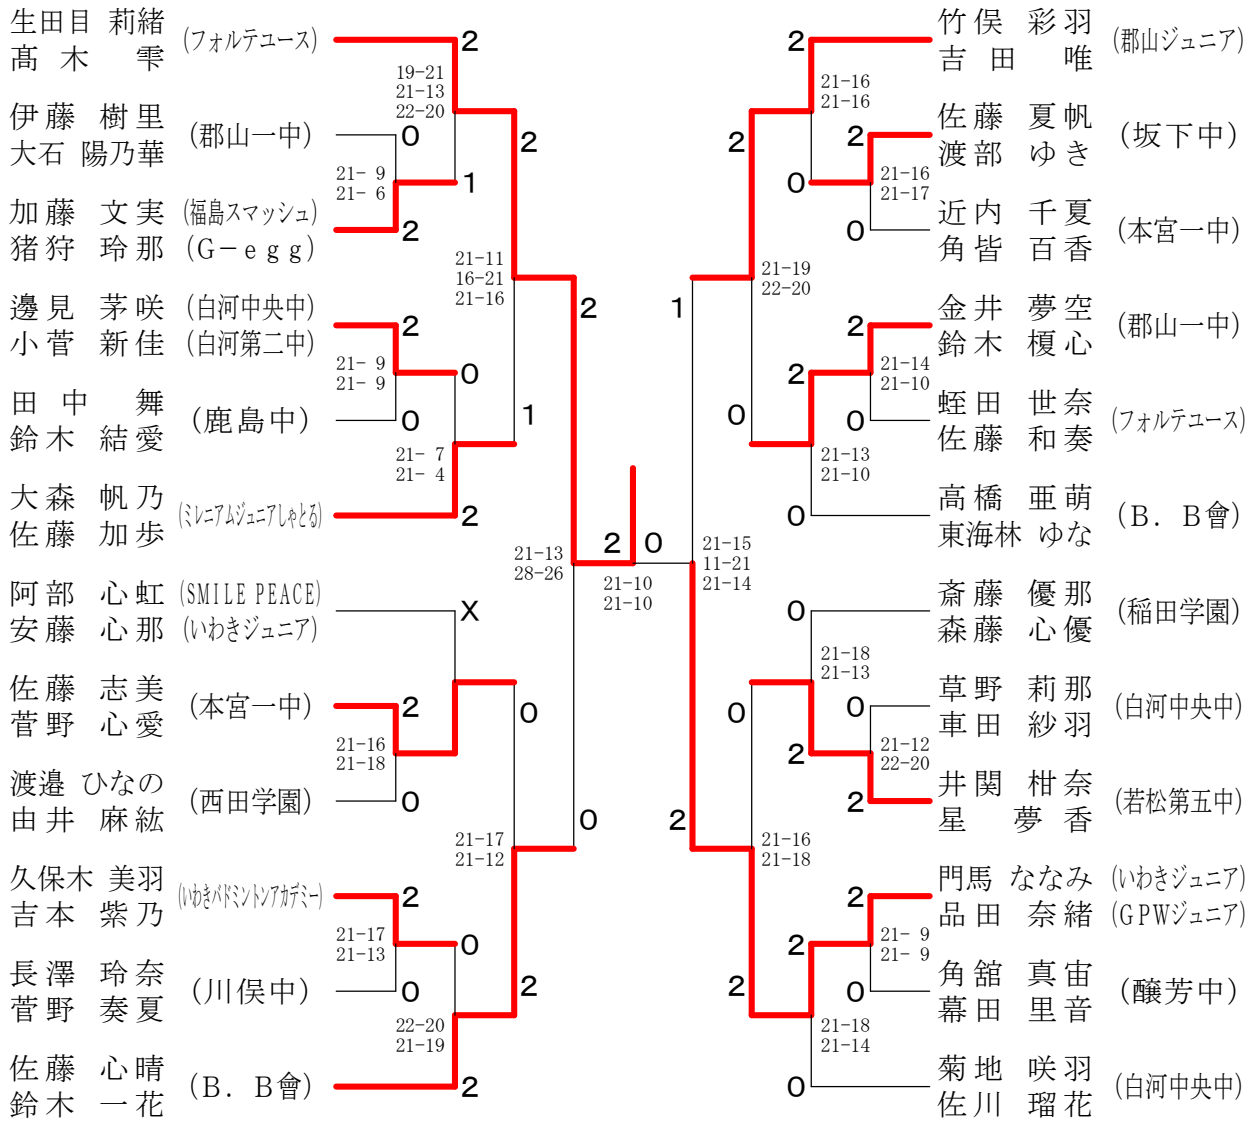 生田目 莉緒
髙木 雫
(フォルテユース)
2
19-21
21-13
22-20
伊藤 樹里
大石 陽乃華
(郡山一中)
0
2
21- 9
21- 6
1
加藤 文実
猪狩 玲那
(福島スマッシュ)
(G－egg)
2
21-11
16-21
21-16
2
邊見 茅咲
小菅 新佳
(白河中央中)
(白河第二中)
2
21- 9
21- 9
0
田中 舞
鈴木 結愛
(鹿島中)
0
1
21- 7
21- 4
大森 帆乃
佐藤 加歩
(ミレニアムジュニアしゃとる)
2
21-13
28-26
2
0
21-10
21-10
阿部 心虹
安藤 心那
(SMILE PEACE)
(いわきジュニア)
X
佐藤 志美
菅野 心愛
(本宮一中)
2
0
21-16
21-18
渡邉 ひなの
由井 麻紘
(西田学園)
0
0
21-17
21-12
久保木 美羽
吉本 紫乃
(いわきバドミントンアカデミー)
2
21-17
21-13
0
長澤 玲奈
菅野 奏夏
(川俣中)
0
2
22-20
21-19
佐藤 心晴
鈴木 一花
(B．B會)
2
竹俣 彩羽
吉田 唯
(郡山ジュニア)
2
21-16
21-16
佐藤 夏帆
渡部 ゆき
(坂下中)
2
2
21-16
21-17
0
近内 千夏
角皆 百香
(本宮一中)
0
21-19
22-20
1
金井 夢空
鈴木 榎心
(郡山一中)
2
21-14
21-10
2
蛭田 世奈
佐藤 和奏
(フォルテユース)
0
0
21-13
21-10
高橋 亜萌
東海林 ゆな
(B．B會)
0
21-15
11-21
21-14
斎藤 優那
森藤 心優
(稲田学園)
0
21-18
21-13
草野 莉那
車田 紗羽
(白河中央中)
0
0
21-12
22-20
2
井関 柑奈
星 夢香
(若松第五中)
2
2
21-16
21-18
門馬 ななみ
品田 奈緒
(いわきジュニア)
(GPWジュニア)
2
21- 9
21- 9
2
角舘 真宙
幕田 里音
(醸芳中)
0
2
21-18
21-14
菊地 咲羽
佐川 瑠花
(白河中央中)
0